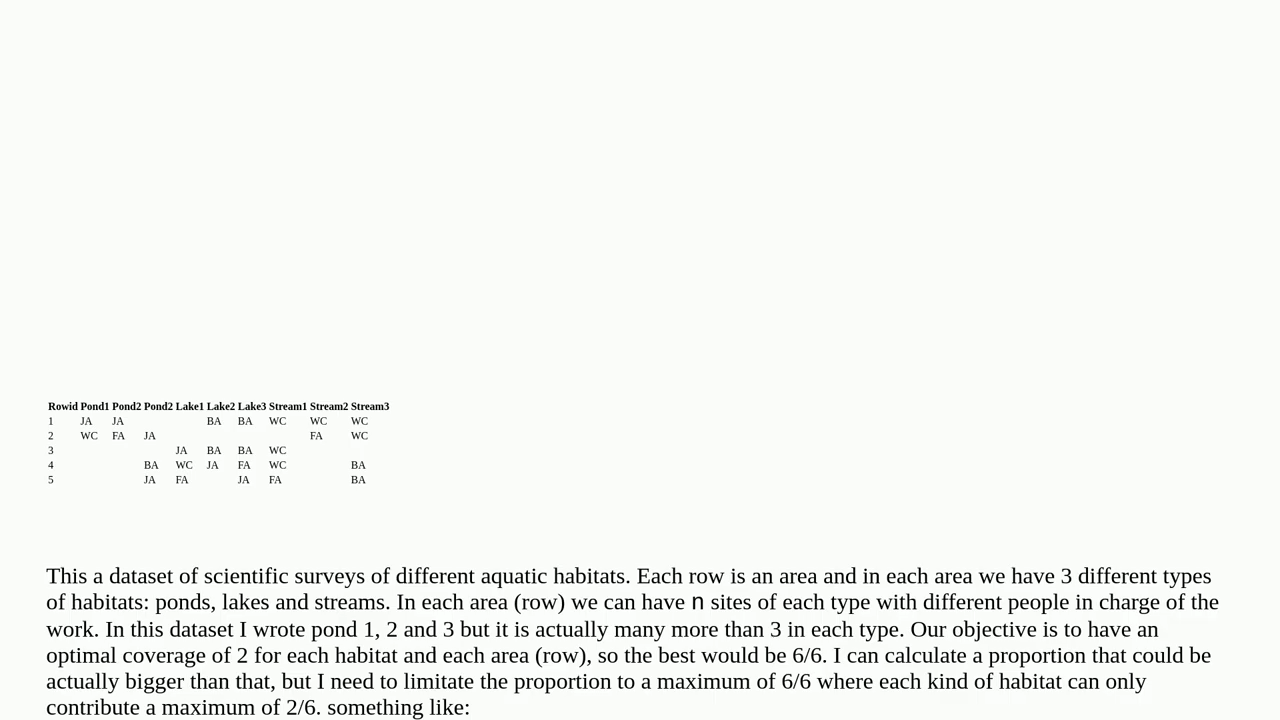 Rowid Pond1 Pond2 Pond2 Lake1 Lake2 Lake3 Stream1 Stream2 Stream3
1 JA JA BA BA WC WC WC
2 WC FA JA FA WC
3 JA BA BA WC
4 BA WC JA FA WC BA
5 JA FA JA FA BA
This a dataset of scientific surveys of different aquatic habitats. Each row is an area and in each area we have 3 different types
of habitats: ponds, lakes and streams. In each area (row) we can have n sites of each type with different people in charge of the
work. In this dataset I wrote pond 1, 2 and 3 but it is actually many more than 3 in each type. Our objective is to have an
optimal coverage of 2 for each habitat and each area (row), so the best would be 6/6. I can calculate a proportion that could be
actually bigger than that, but I need to limitate the proportion to a maximum of 6/6 where each kind of habitat can only
contribute a maximum of 2/6. something like: